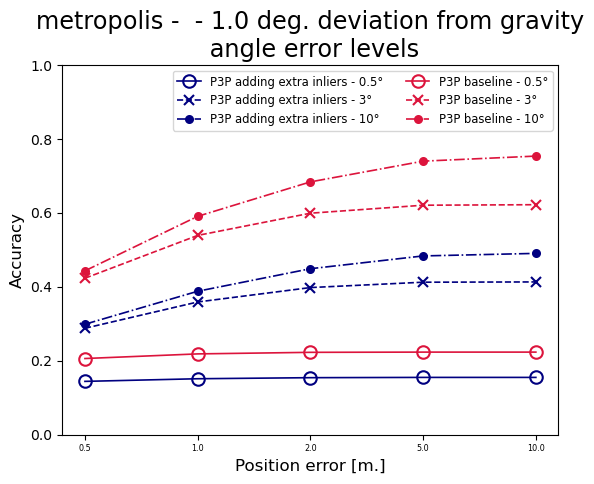 metropolis -  - 1.0 deg. deviation from gravity
angle error levels
P3P adding extra inliers - 0.5°
P3P adding extra inliers - 3°
P3P adding extra inliers - 10°
P3P baseline - 0.5°
P3P baseline - 3°
P3P baseline - 10°
1.0
0.8
0.6
0.4
0.2
0.0
Accuracy
0.5 1.0 2.0 5.0 10.0
Position error [m.]